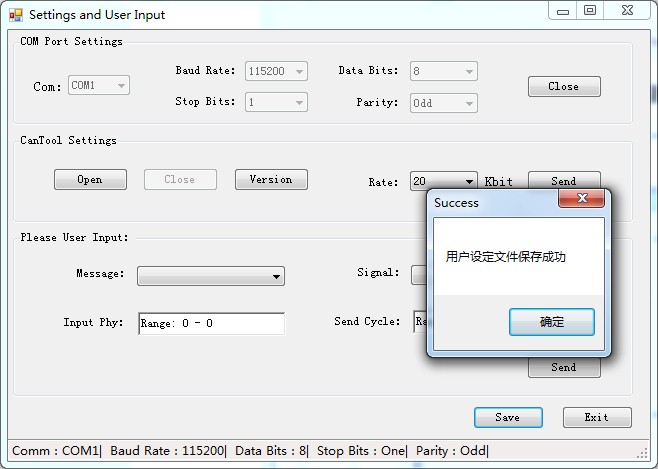 Settings and User Input
COM Port Settings
Com: COM1 Baud Rate: 115200 Data Bits: 8
Stop Bits: 1 Parity: Odd
Close
CanTool Settings
Open Close Version Rate: 20 Kbit Send
Success
用户设定文件保存成功
确定
Please User Input:
Message: Signal:
Input Phy: Range: 0 - 0 Send Cycle:
Send
Save Exit
Comm : COM1| Baud Rate : 115200| Data Bits : 8| Stop Bits : One| Parity : Odd|